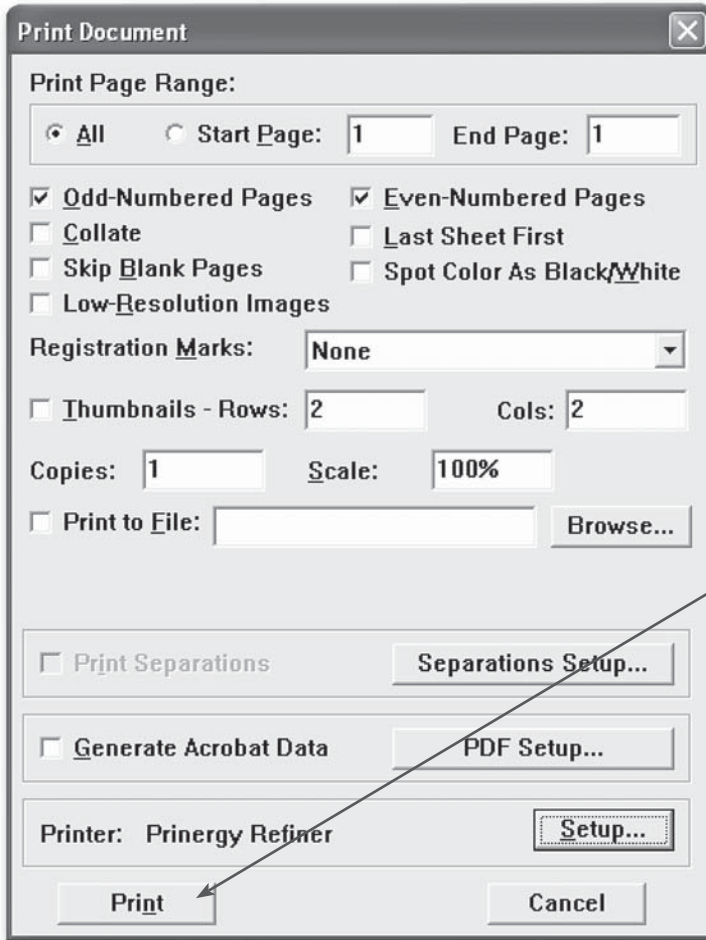 Print Document
Print Page Range:
All Start Page: 1 End Page: 1
Odd-Numbered Pages Even-Numbered Pages
Collate Last Sheet First
Skip Blank Pages Spot Color As Black/White
Low-Resolution Images
Registration Marks: None
Thumbnails - Rows: 2 Cols: 2
Copies: 1 Scale: 100%
Print to File: Browse...
Print Separations Separations Setup...
Generate Acrobat Data PDF Setup...
Printer: Prinergy Refiner Setup...
Print Cancel